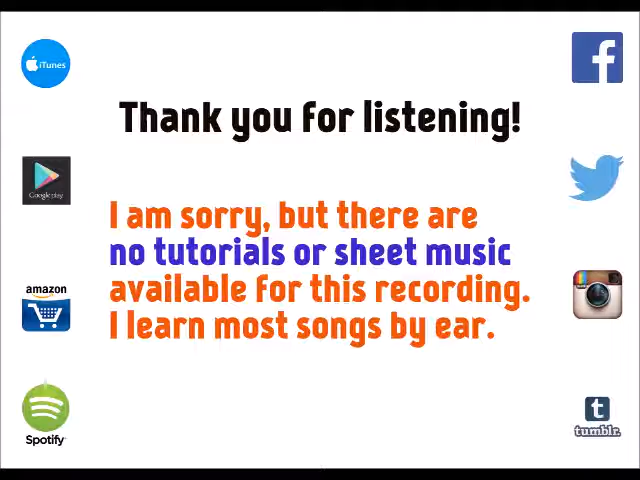 iTunes
Thank you for listening!
Google play
I am sorry, but there are
no tutorials or sheet music
available for this recording.
I learn most songs by ear.
amazon
Spotify
f
t
tumblr.